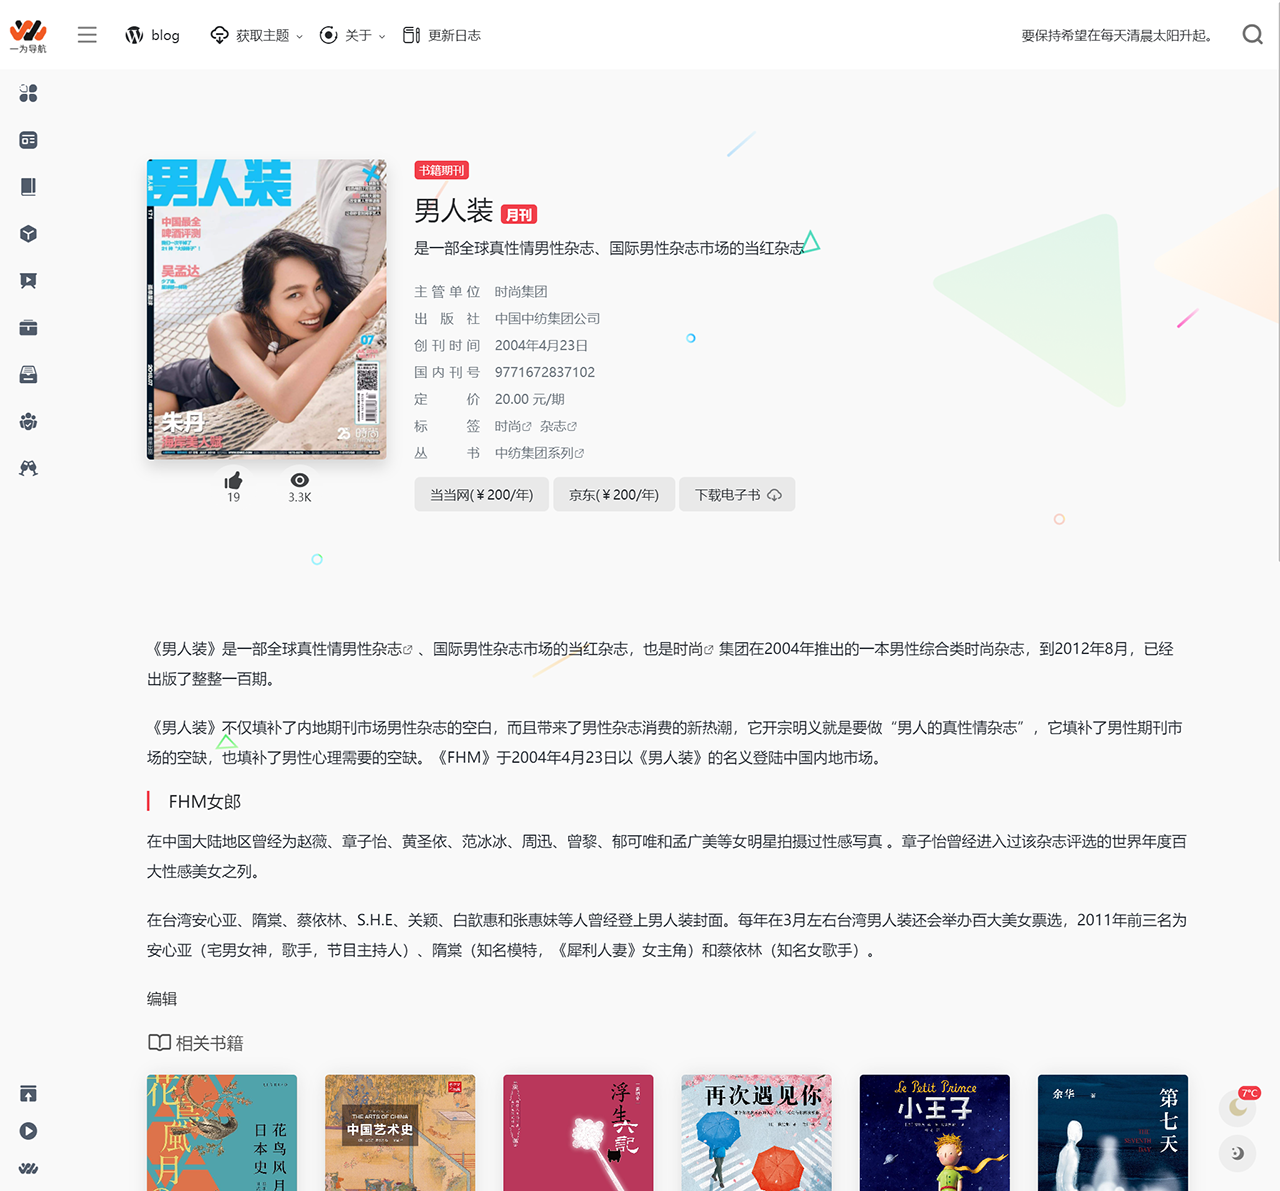 一为导航
blog
获取主题
关于
更新日志
要保持希望在每天清晨太阳升起。
男人装
中国最全
啤酒评测
吴孟达
07
朱丹
25
时尚
书籍期刊
男人装 月刊
是一部全球真性情男性杂志、国际男性杂志市场的当红杂志
主管单位 时尚集团
出版社 中国中纺集团公司
创刊时间 2004年4月23日
国内刊号 9771672837102
定价 20.00 元/期
标签 时尚 杂志
丛书 中纺集团系列
19
3.3K
当当网(¥200/年)
京东(¥200/年)
下载电子书
《男人装》是一部全球真性情男性杂志 、国际男性杂志市场的当红杂志，也是时尚 集团在2004年推出的一本男性综合类时尚杂志，到2012年8月，已经
出版了整整一百期。
《男人装》不仅填补了内地期刊市场男性杂志的空白，而且带来了男性杂志消费的新热潮，它开宗明义就是要做“男人的真性情杂志”，它填补了男性期刊市
场的空缺，也填补了男性心理需要的空缺。《FHM》于2004年4月23日以《男人装》的名义登陆中国内地市场。
FHM女郎
在中国大陆地区曾经为赵薇、章子怡、黄圣依、范冰冰、周迅、曾黎、郁可唯和孟广美等女明星拍摄过性感写真 。章子怡曾经进入过该杂志评选的世界年度百
大性感美女之列。
在台湾安心亚、隋棠、蔡依林、S.H.E、关颖、白歆惠和张惠妹等人曾经登上男人装封面。每年在3月左右台湾男人装还会举办百大美女票选，2011年前三名为
安心亚（宅男女神，歌手，节目主持人）、隋棠（知名模特，《犀利人妻》女主角）和蔡依林（知名女歌手）。
编辑
相关书籍
花鸟風月
花鸟风月
日本史
THE ARTS OF CHINA
中国艺术史
浮生六記
再次遇见你
Le Petit Prince
小王子
余华 著
第七天
THE SEVENTH DAY
7°C